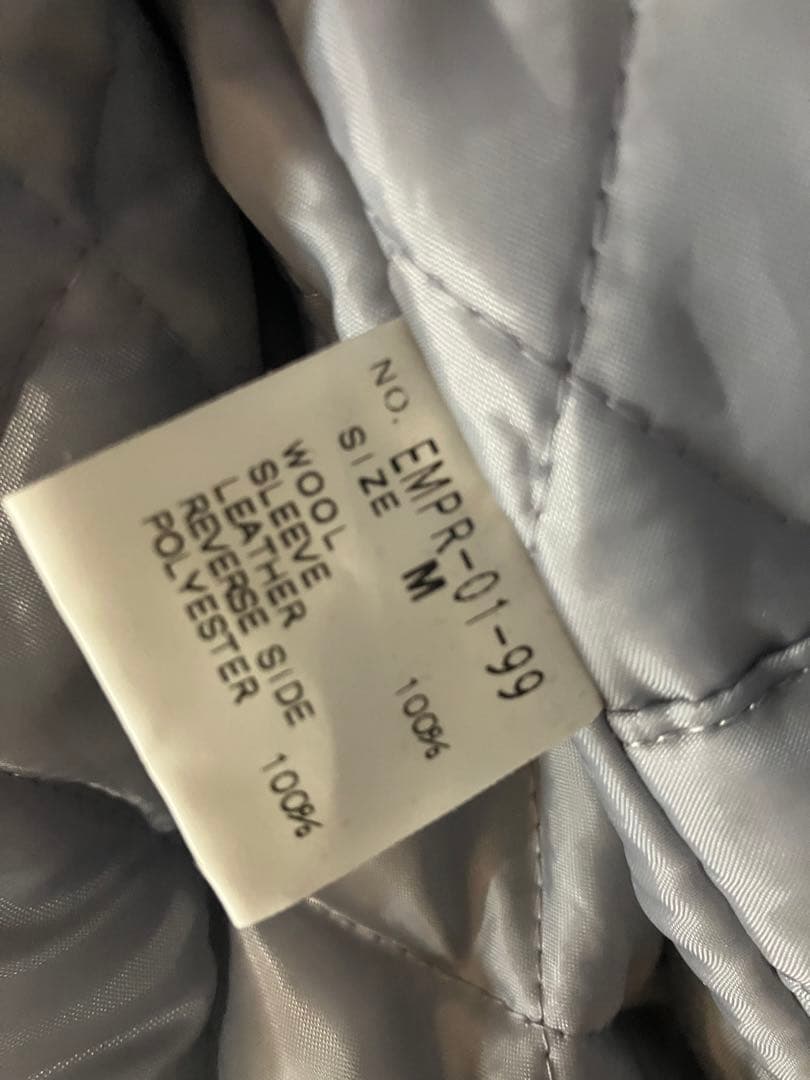 NO. EMPR-01-99
SIZE M
WOOL 100%
SLEEVE
LEATHER
REVERSE SIDE
POLYESTER 100%